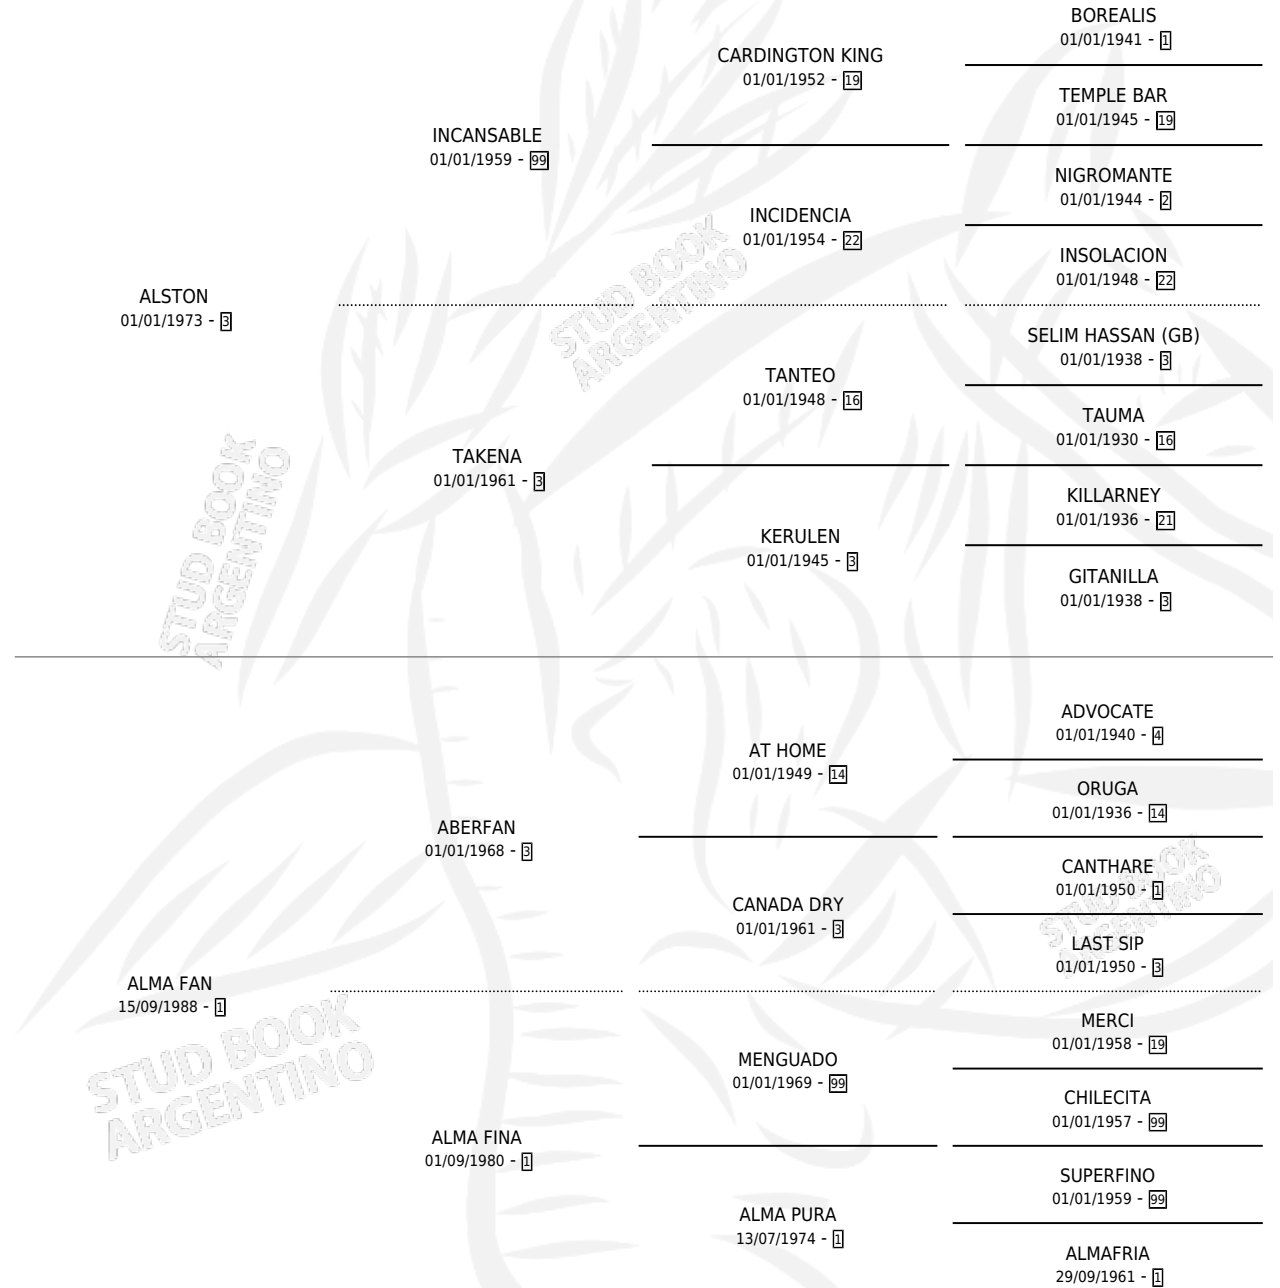 BOREALIS
01/01/1941 - 1
CARDINGTON KING
01/01/1952 - 19
TEMPLE BAR
01/01/1945 - 19
INCANSABLE
01/01/1959 - 99
NIGROMANTE
01/01/1944 - 2
INCIDENCIA
01/01/1954 - 22
INSOLACION
01/01/1948 - 22
ALSTON
01/01/1973 - 3
STUD BOOK
ARGENTINO
SELIM HASSAN (GB)
01/01/1938 - 3
TANTEO
01/01/1948 - 16
TAUMA
01/01/1930 - 16
TAKENA
01/01/1961 - 3
KILLARNEY
01/01/1936 - 21
KERULEN
01/01/1945 - 3
GITANILLA
01/01/1938 - 3
STUD BOOK
ARGENTINO
ADVOCATE
01/01/1940 - 4
AT HOME
01/01/1949 - 14
ORUGA
01/01/1936 - 14
ABERFAN
01/01/1968 - 3
CANTHARE
01/01/1950 - 1
CANADA DRY
01/01/1961 - 3
LAST SIP
01/01/1950 - 3
STUD BOOK
ARGENTINO
ALMA FAN
15/09/1988 - 1
MERCI
01/01/1958 - 19
MENGUADO
01/01/1969 - 99
CHILECITA
01/01/1957 - 99
STUD BOOK
ARGENTINO
ALMA FINA
01/09/1980 - 1
SUPERFINO
01/01/1959 - 99
ALMA PURA
13/07/1974 - 1
ALMAFRIA
29/09/1961 - 1